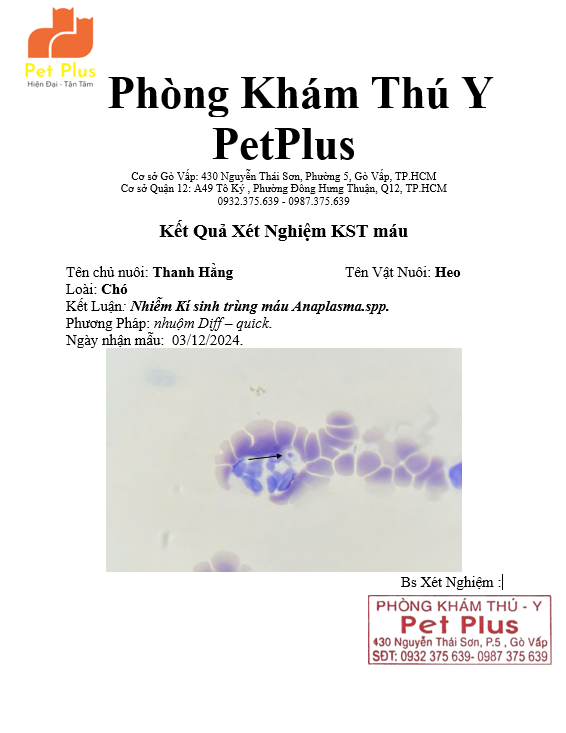 Pet Plus
Hiện Đại - Tận Tâm
Phòng Khám Thú Y
PetPlus
Cơ sở Gò Vấp: 430 Nguyễn Thái Sơn, Phường 5, Gò Vấp, TP.HCM
Cơ sở Quận 12: A49 Tô Ký , Phường Đông Hưng Thuận, Q12, TP.HCM
0932.375.639 - 0987.375.639
Kết Quả Xét Nghiệm KST máu
Tên chủ nuôi: Thanh Hằng Tên Vật Nuôi: Heo
Loài: Chó
Kết Luận: Nhiễm Kí sinh trùng máu Anaplasma.spp.
Phương Pháp: nhuộm Diff – quick.
Ngày nhận mẫu: 03/12/2024.
Bs Xét Nghiệm :
PHÒNG KHÁM THÚ - Y
Pet Plus
430 Nguyễn Thái Sơn, P.5 , Gò Vấp
SĐT: 0932 375 639- 0987 375 639